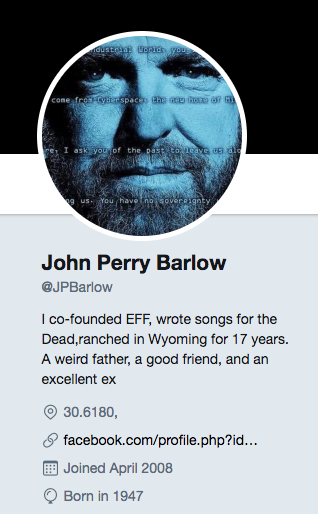 ndustrial World, you
come from Cyberspace, the new home of Mi
re, I ask you of the past to leave us alo
ng us. You have no sovereignty
John Perry Barlow
@JPBarlow
I co-founded EFF, wrote songs for the
Dead,ranched in Wyoming for 17 years.
A weird father, a good friend, and an
excellent ex
30.6180,
facebook.com/profile.php?id…
Joined April 2008
Born in 1947